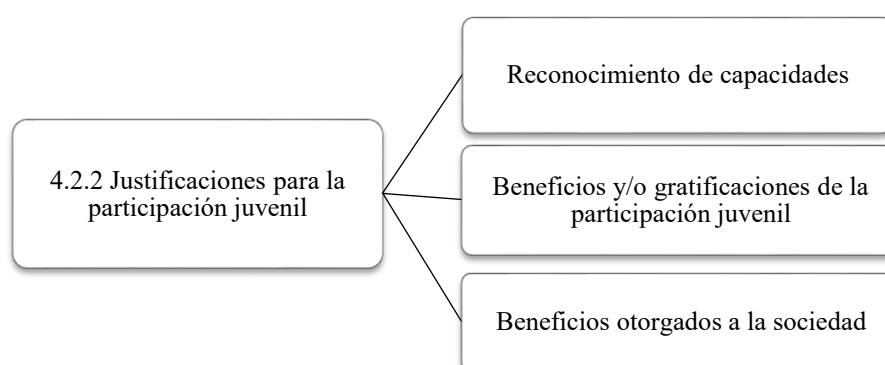 4.2.2 Justificaciones para la
participación juvenil
Reconocimiento de capacidades
Beneficios y/o gratificaciones de la
participación juvenil
Beneficios otorgados a la sociedad